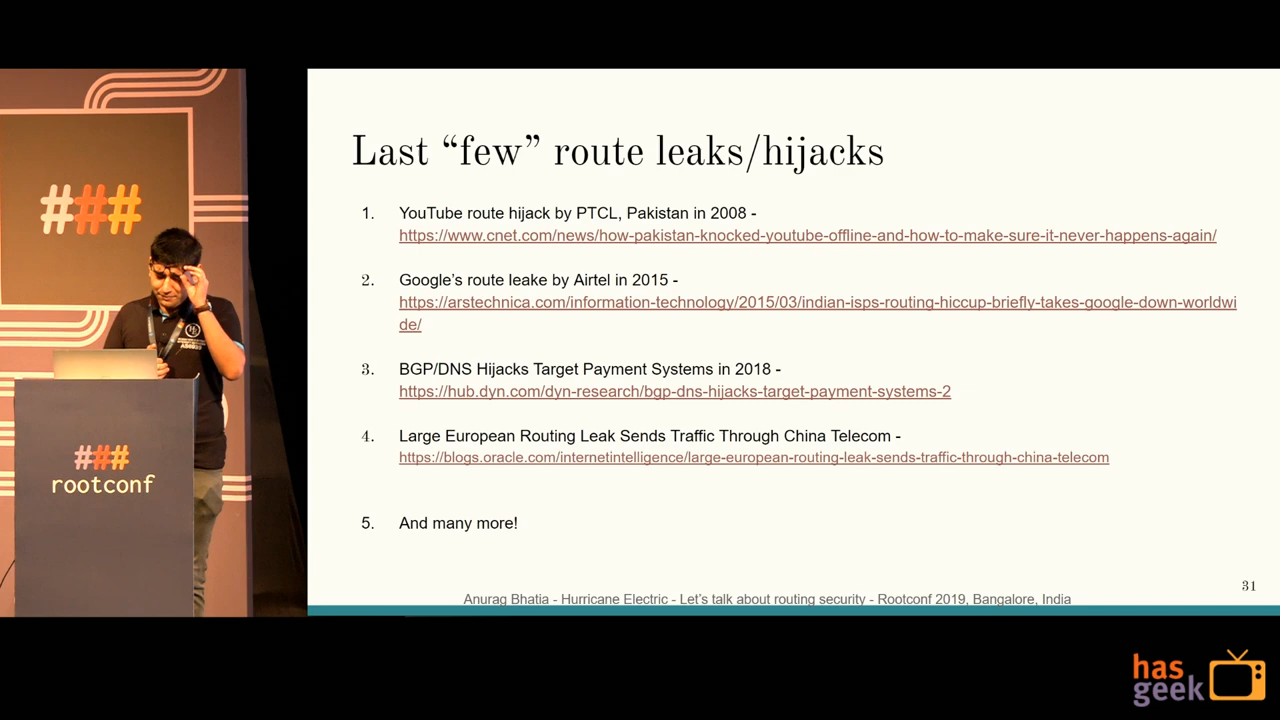 ###
###
rootconf
Last “few” route leaks/hijacks
1. YouTube route hijack by PTCL, Pakistan in 2008 -
https://www.cnet.com/news/how-pakistan-knocked-youtube-offline-and-how-to-make-sure-it-never-happens-again/
2. Google’s route leake by Airtel in 2015 -
https://arstechnica.com/information-technology/2015/03/indian-isps-routing-hiccup-briefly-takes-google-down-worldwi
de/
3. BGP/DNS Hijacks Target Payment Systems in 2018 -
https://hub.dyn.com/dyn-research/bgp-dns-hijacks-target-payment-systems-2
4. Large European Routing Leak Sends Traffic Through China Telecom -
https://blogs.oracle.com/internetintelligence/large-european-routing-leak-sends-traffic-through-china-telecom
5. And many more!
31
Anurag Bhatia - Hurricane Electric - Let’s talk about routing security - Rootconf 2019, Bangalore, India
has
geek